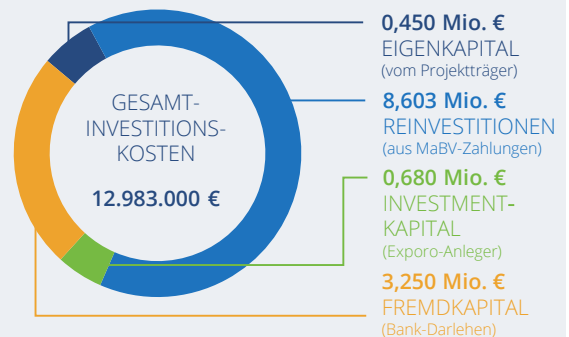 GESAMT-
INVESTITIONS-
KOSTEN
12.983.000 €
0,450 Mio. €
EIGENKAPITAL
(vom Projektträger)
8,603 Mio. €
REINVESTITIONEN
(aus MaBV-Zahlungen)
0,680 Mio. €
INVESTMENT-
KAPITAL
(Exporo-Anleger)
3,250 Mio. €
FREMDKAPITAL
(Bank-Darlehen)